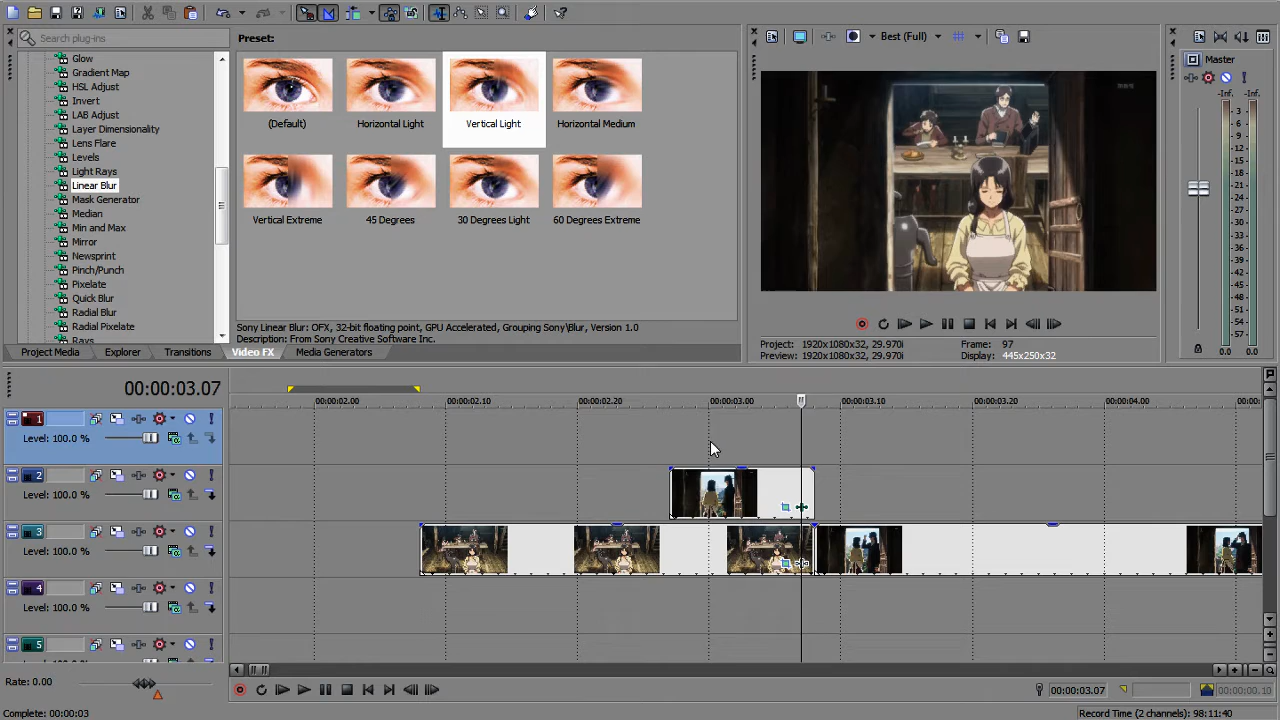 Search plug-ins
Glow
Gradient Map
HSL Adjust
Invert
LAB Adjust
Layer Dimensionality
Lens Flare
Levels
Light Rays
Linear Blur
Mask Generator
Median
Min and Max
Mirror
Newsprint
Pinch/Punch
Pixelate
Quick Blur
Radial Blur
Radial Pixelate
Rays
Preset:
(Default)
Horizontal Light
Vertical Light
Horizontal Medium
Vertical Extreme
45 Degrees
30 Degrees Light
60 Degrees Extreme
Sony Linear Blur: OFX, 32-bit floating point, GPU Accelerated, Grouping Sony\Blur, Version 1.0
Description: From Sony Creative Software Inc.
Project Media
Explorer
Transitions
Video FX
Media Generators
Best (Full)
Project: 1920x1080x32, 29.970i
Preview: 1920x1080x32, 29.970i
Frame: 97
Display: 445x250x32
Master
-Inf.
-Inf.
3
6
9
12
15
18
21
24
27
30
33
36
39
42
45
48
51
54
57
0.0
0.0
00:00:03.07
00:00:02.00
00:00:02.10
00:00:02.20
00:00:03.00
00:00:03.10
00:00:03.20
00:00:04.00
00:00:
1
Level: 100.0 %
2
Level: 100.0 %
3
Level: 100.0 %
4
Level: 100.0 %
5
Level: 100.0 %
Rate: 0.00
00:00:03.07
00:00:00.10
Complete: 00:00:03
Record Time (2 channels): 98:11:40